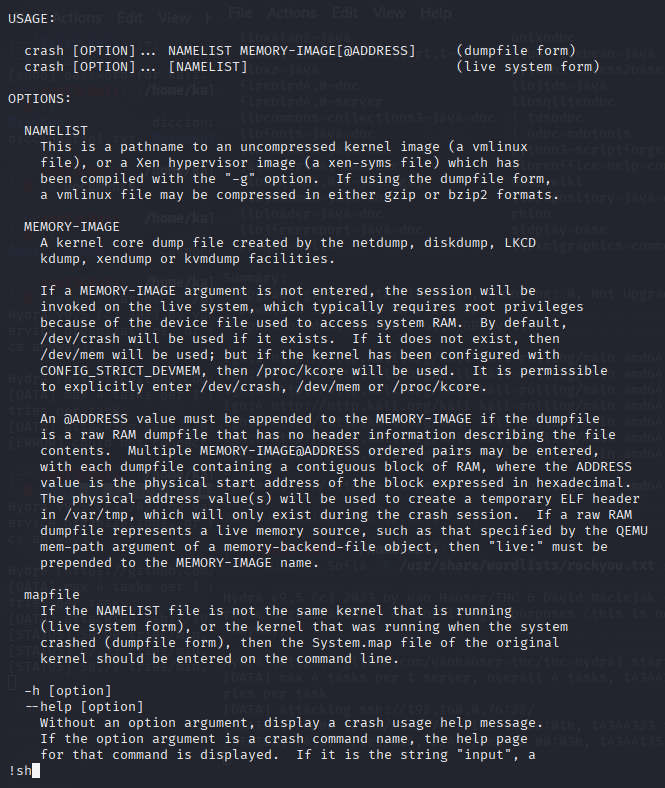 USAGE:
crash [OPTION]... NAMELIST MEMORY-IMAGE[@ADDRESS] (dumpfile form)
crash [OPTION]... [NAMELIST] (live system form)
OPTIONS:
NAMELIST
This is a pathname to an uncompressed kernel image (a vmlinux
file), or a Xen hypervisor image (a xen-syms file) which has
been compiled with the "-g" option. If using the dumpfile form,
a vmlinux file may be compressed in either gzip or bzip2 formats.
MEMORY-IMAGE
A kernel core dump file created by the netdump, diskdump, LKCD
kdump, xendump or kvmdump facilities.
If a MEMORY-IMAGE argument is not entered, the session will be
invoked on the live system, which typically requires root privileges
because of the device file used to access system RAM. By default,
/dev/crash will be used if it exists. If it does not exist, then
/dev/mem will be used; but if the kernel has been configured with
CONFIG_STRICT_DEVMEM, then /proc/kcore will be used. It is permissible
to explicitly enter /dev/crash, /dev/mem or /proc/kcore.
An @ADDRESS value must be appended to the MEMORY-IMAGE if the dumpfile
is a raw RAM dumpfile that has no header information describing the file
contents. Multiple MEMORY-IMAGE@ADDRESS ordered pairs may be entered,
with each dumpfile containing a contiguous block of RAM, where the ADDRESS
value is the physical start address of the block expressed in hexadecimal.
The physical address value(s) will be used to create a temporary ELF header
in /var/tmp, which will only exist during the crash session. If a raw RAM
dumpfile represents a live memory source, such as that specified by the QEMU
mem-path argument of a memory-backend-file object, then "live:" must be
prepended to the MEMORY-IMAGE name.
mapfile
If the NAMELIST file is not the same kernel that is running
(live system form), or the kernel that was running when the system
crashed (dumpfile form), then the System.map file of the original
kernel should be entered on the command line.
-h [option]
--help [option]
Without an option argument, display a crash usage help message.
If the option argument is a crash command name, the help page
for that command is displayed. If it is the string "input", a
!sh